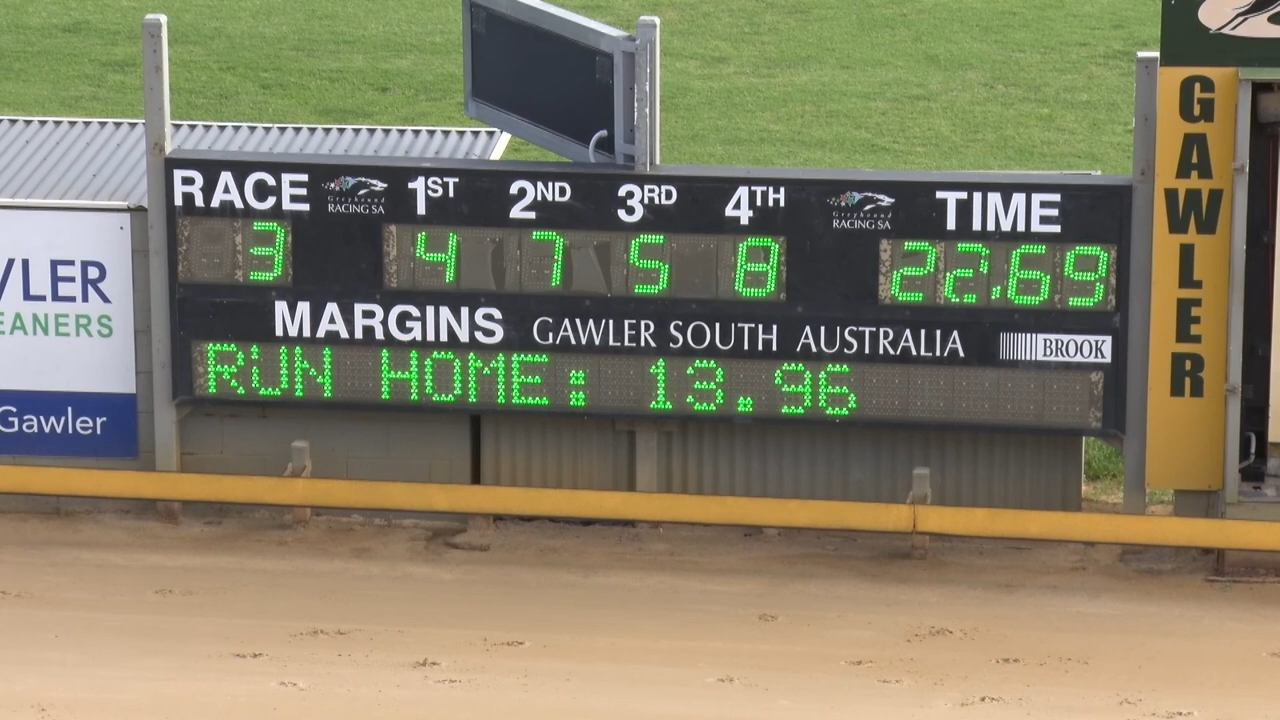 RACE Greyhound RACING SA 1ST 2ND 3RD 4TH Greyhound RACING SA TIME
3 4 7 5 8 22.69
MARGINS GAWLER SOUTH AUSTRALIA BROOK
RUN HOME: 13.96
GAWLER
WLER
EANERS
Gawler